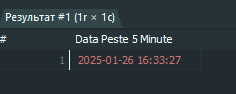 Результат #1 (1r × 1c)
# Data Peste 5 Minute
1 2025-01-26 16:33:27